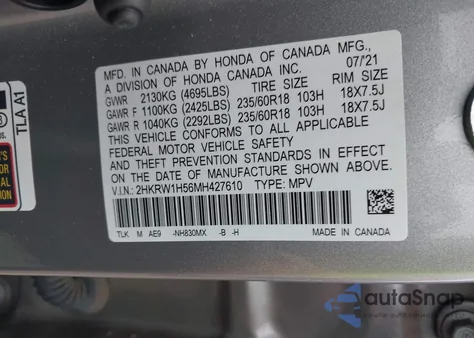 MFD. IN CANADA BY HONDA OF CANADA MFG.,
A DIVISION OF HONDA CANADA INC. 07/21
GVWR 2130KG (4695LBS) TIRE SIZE RIM SIZE
GAWR F 1100KG (2425LBS) 235/60R18 103H 18X7.5J
GAWR R 1040KG (2292LBS) 235/60R18 103H 18X7.5J
THIS VEHICLE CONFORMS TO ALL APPLICABLE
FEDERAL MOTOR VEHICLE SAFETY
AND THEFT PREVENTION STANDARDS IN EFFECT
ON THE DATE OF MANUFACTURE SHOWN ABOVE.
V.I.N.: 2HKRW1H56MH427610 TYPE: MPV
TLK M AE9 -NH830MX -B -H MADE IN CANADA
TLA A1
autoSnap